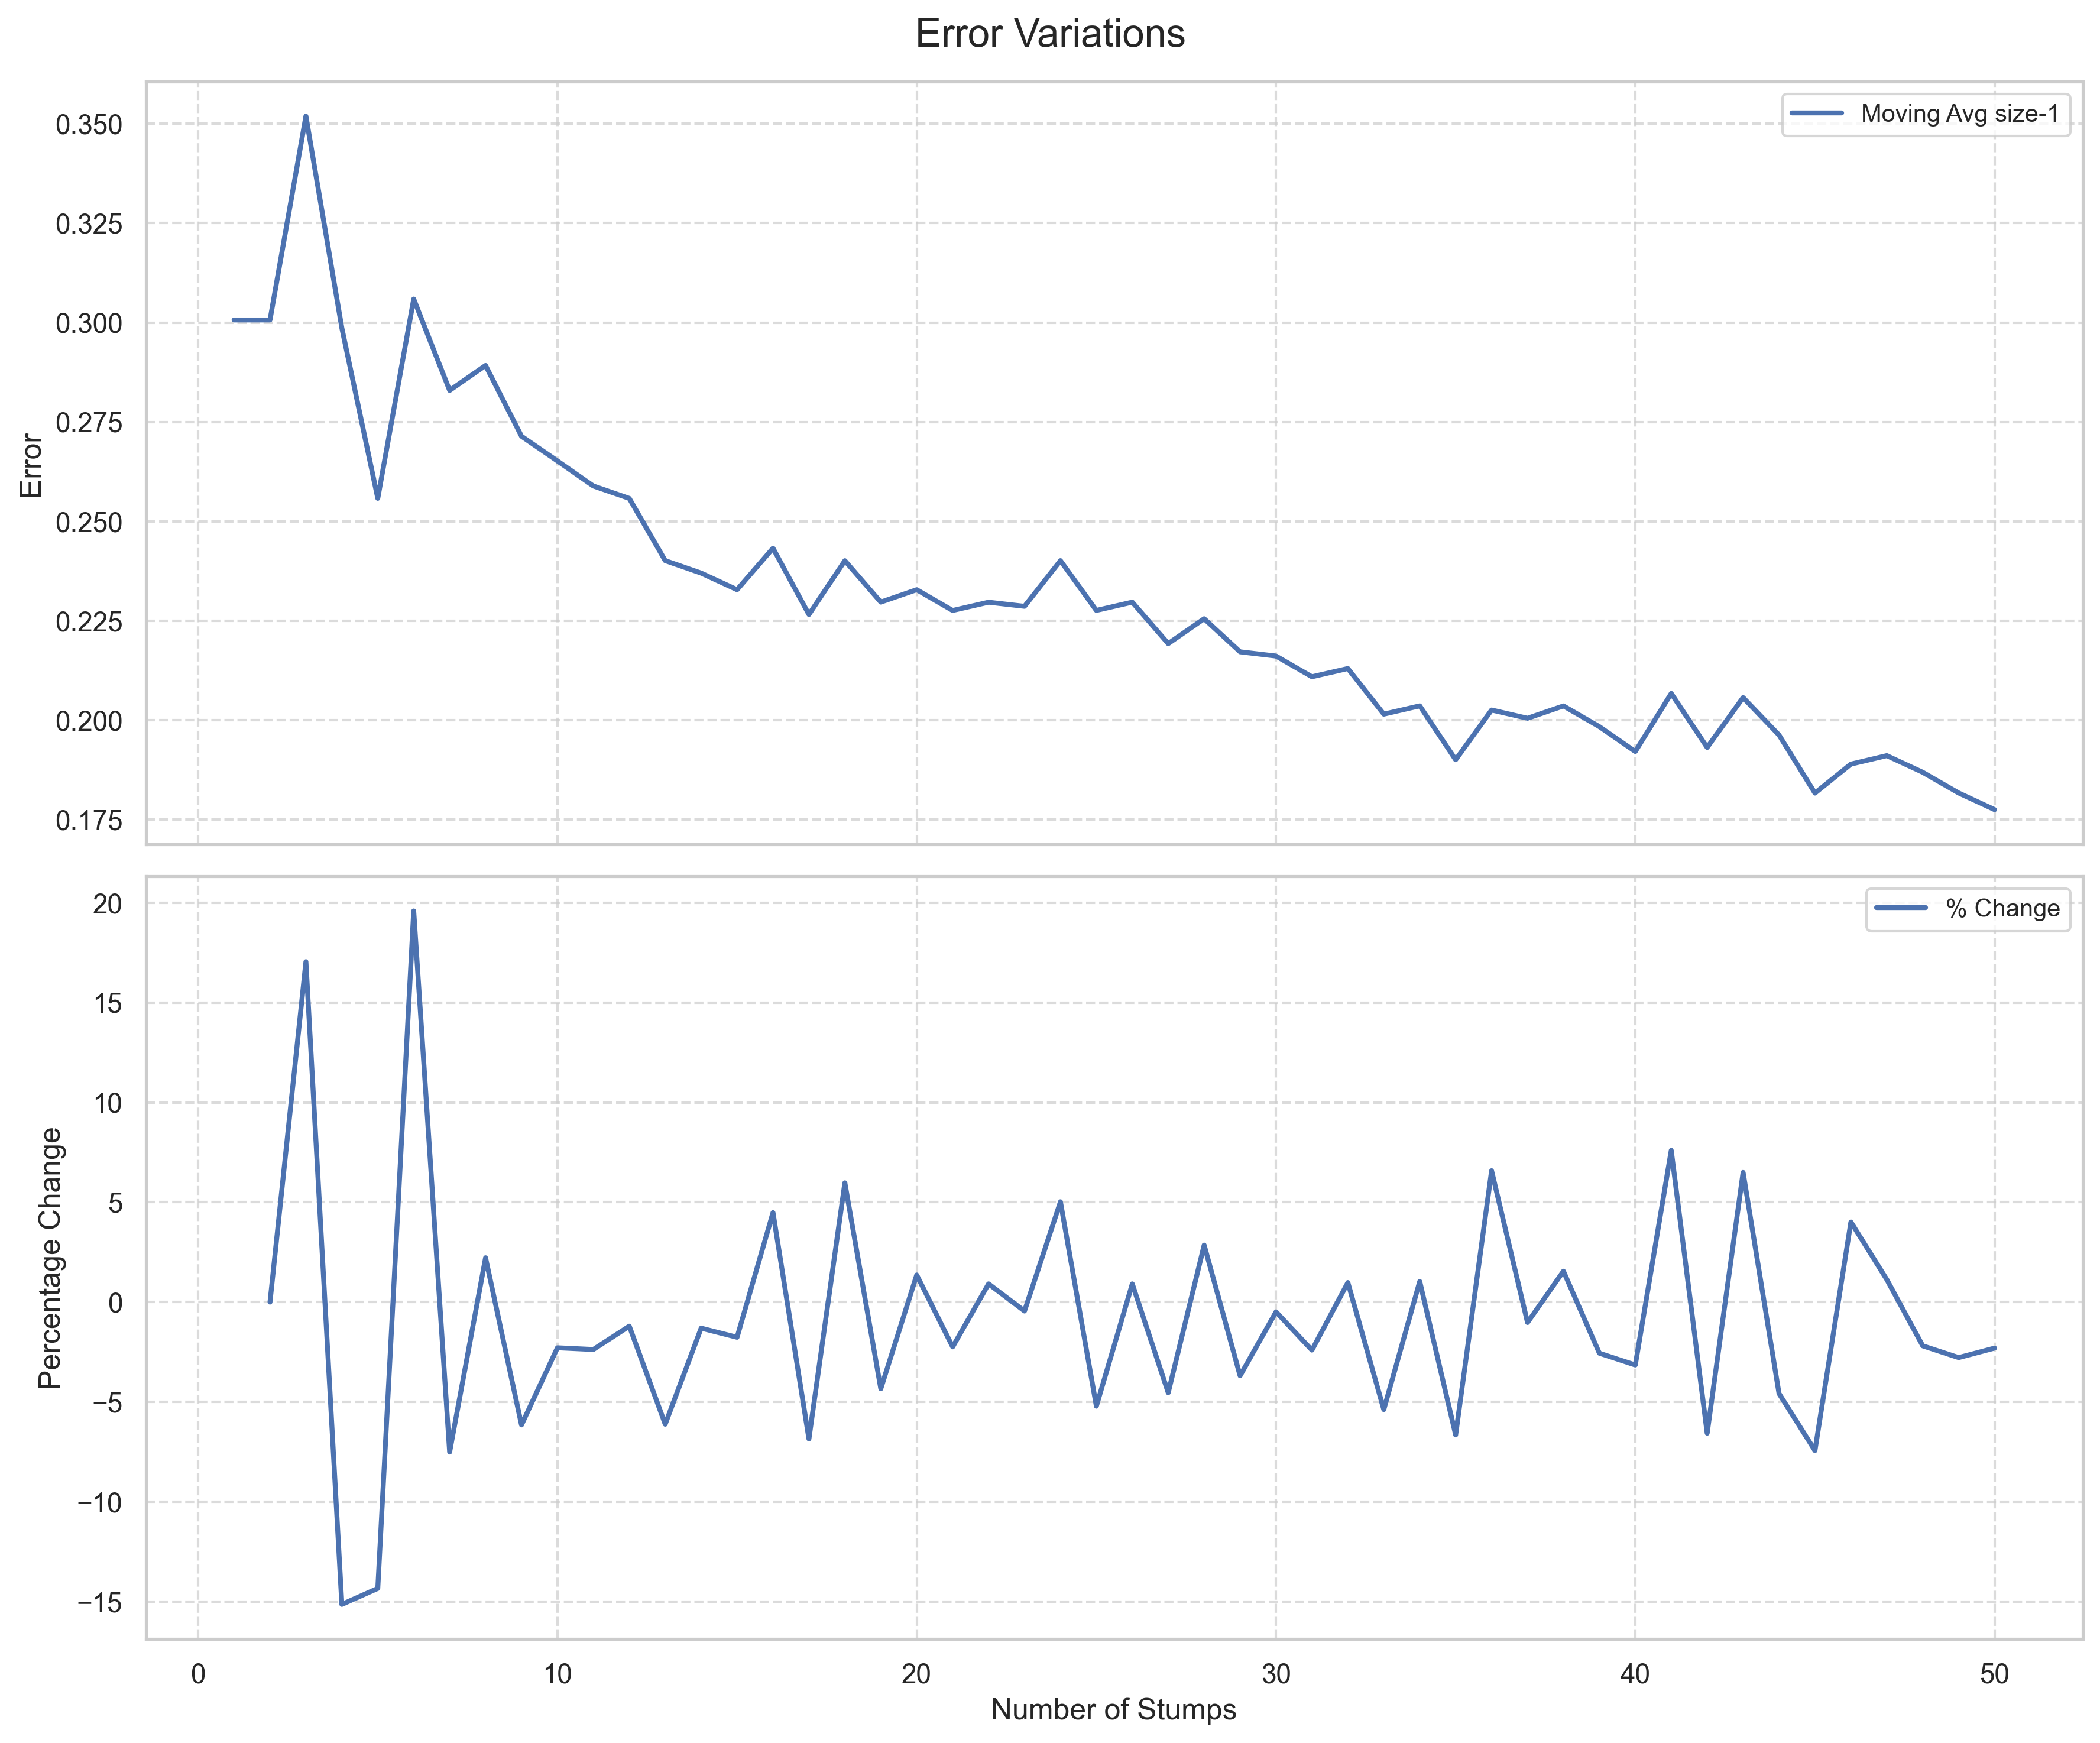 Error Variations
0.350
0.325
0.300
0.275
0.250
0.225
0.200
0.175
Error
Moving Avg size-1
20
15
10
5
0
−5
−10
−15
Percentage Change
% Change
0 10 20 30 40 50
Number of Stumps